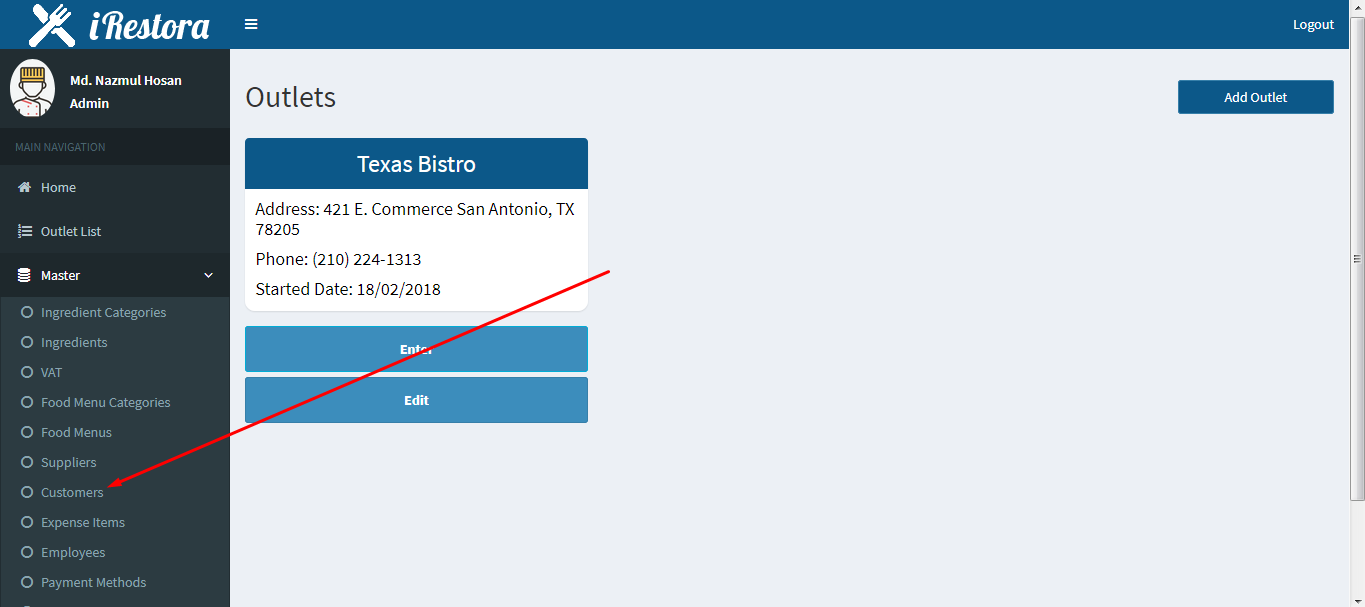 iRestora
Logout
Md. Nazmul Hosan
Admin
MAIN NAVIGATION
Home
Outlet List
Master
Ingredient Categories
Ingredients
VAT
Food Menu Categories
Food Menus
Suppliers
Customers
Expense Items
Employees
Payment Methods
Outlets
Add Outlet
Texas Bistro
Address: 421 E. Commerce San Antonio, TX
78205
Phone: (210) 224-1313
Started Date: 18/02/2018
Enter
Edit